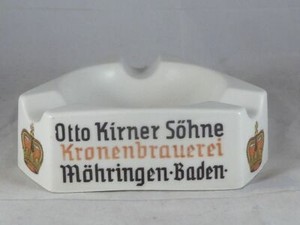 Otto Kirner Söhne
Kronenbrauerei
Möhringen-Baden-